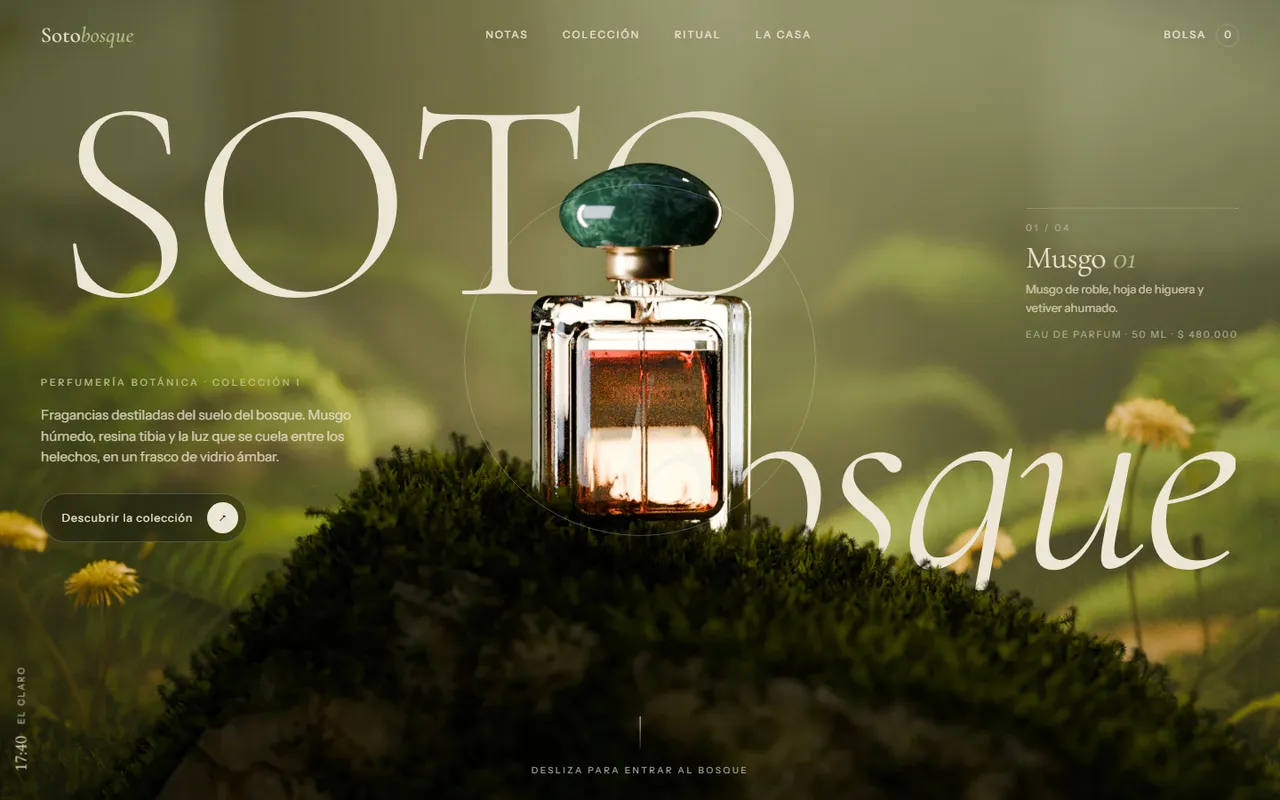 Sotobosque
NOTAS
COLECCIÓN
RITUAL
LA CASA
BOLSA 0
SOTO
01 / 04
Musgo 01
Musgo de roble, hoja de higuera y
vetiver ahumado.
EAU DE PARFUM · 50 ML · $ 480.000
PERFUMERÍA BOTÁNICA · COLECCIÓN I
Fragancias destiladas del suelo del bosque. Musgo
húmedo, resina tibia y la luz que se cuela entre los
helechos, en un frasco de vidrio ámbar.
bosque
Descubrir la colección
17:40 EL CLARO
DESLIZA PARA ENTRAR AL BOSQUE